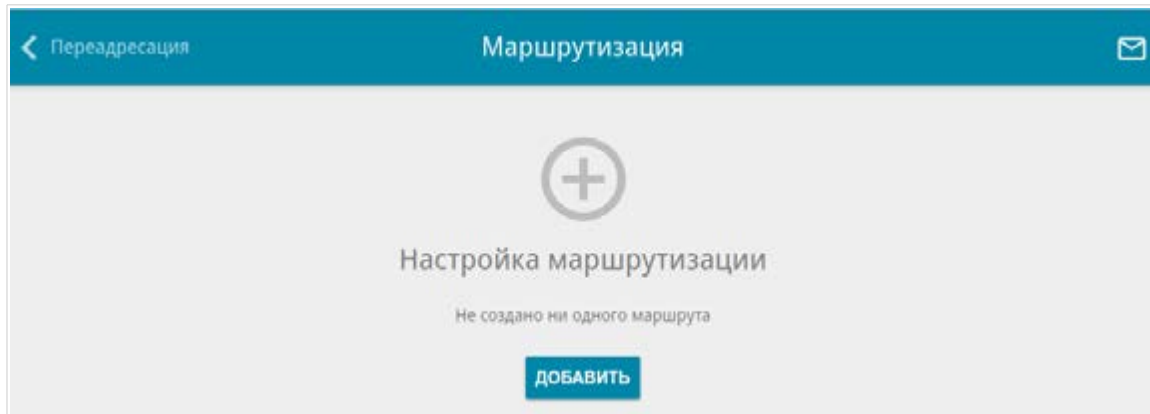 Переадресация
Маршрутизация
Настройка маршрутизации
Не создано ни одного маршрута
ДОБАВИТЬ